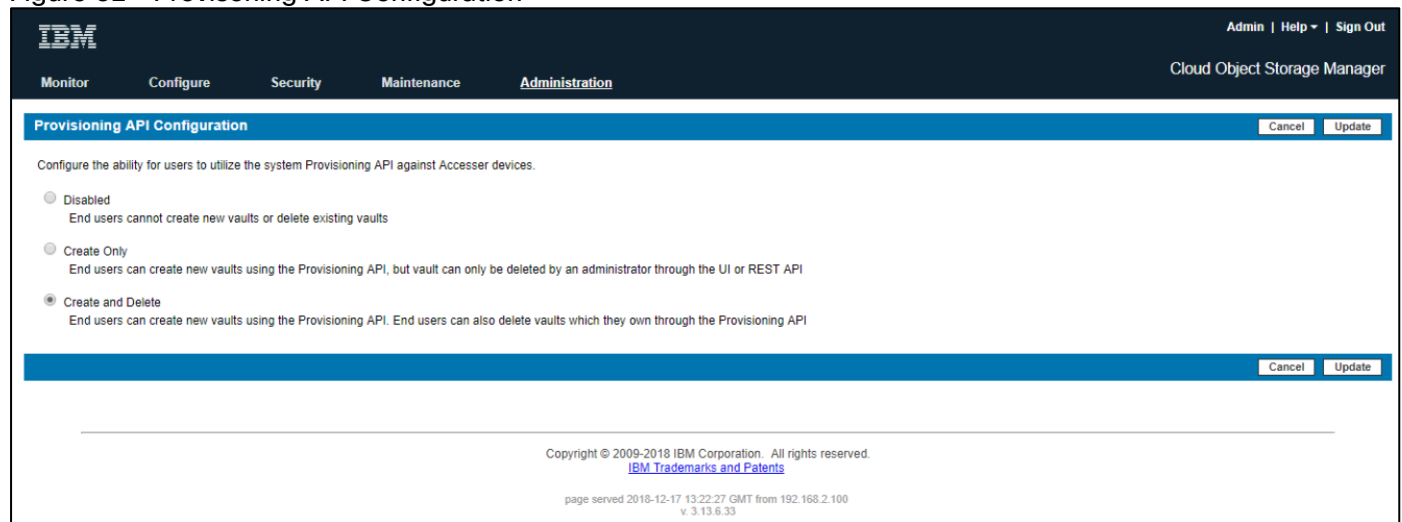 Figure 32 - Provisoning API Configuration
IBM
Admin | Help | Sign Out
Cloud Object Storage Manager
Monitor Configure Security Maintenance Administration
Provisioning API Configuration Cancel Update
Configure the ability for users to utilize the system Provisioning API against Accesser devices.
Disabled
End users cannot create new vaults or delete existing vaults
Create Only
End users can create new vaults using the Provisioning API, but vault can only be deleted by an administrator through the UI or REST API
Create and Delete
End users can create new vaults using the Provisioning API. End users can also delete vaults which they own through the Provisioning API
Cancel Update
Copyright © 2009-2018 IBM Corporation. All rights reserved.
IBM Trademarks and Patents
page served 2018-12-17 13:22:27 GMT from 192.168.2.100
v. 3.13.6.33